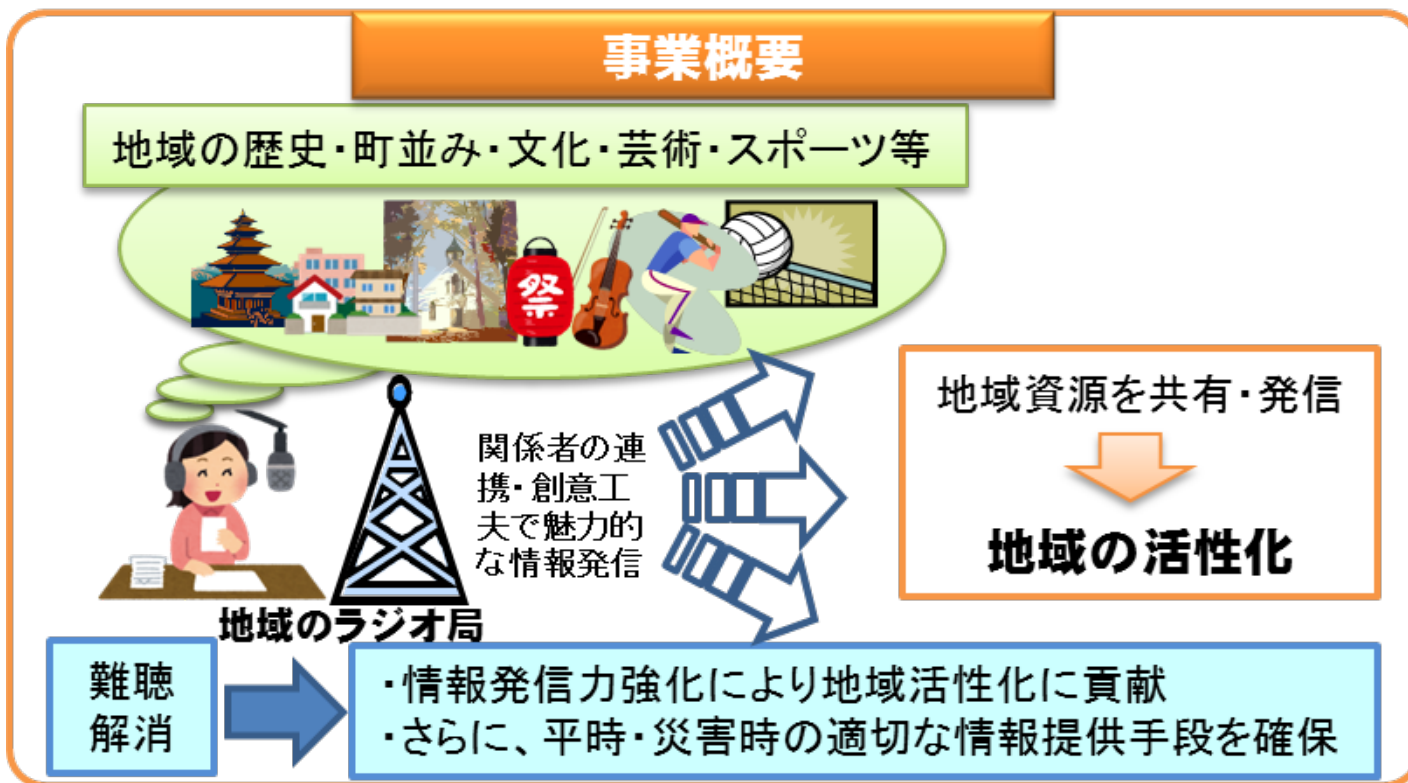 事業概要
地域の歴史・町並み・文化・芸術・スポーツ等
祭
関係者の連
携・創意工
夫で魅力的
な情報発信
地域のラジオ局
地域資源を共有・発信
地域の活性化
難聴
解消
・情報発信力強化により地域活性化に貢献
・さらに、平時・災害時の適切な情報提供手段を確保